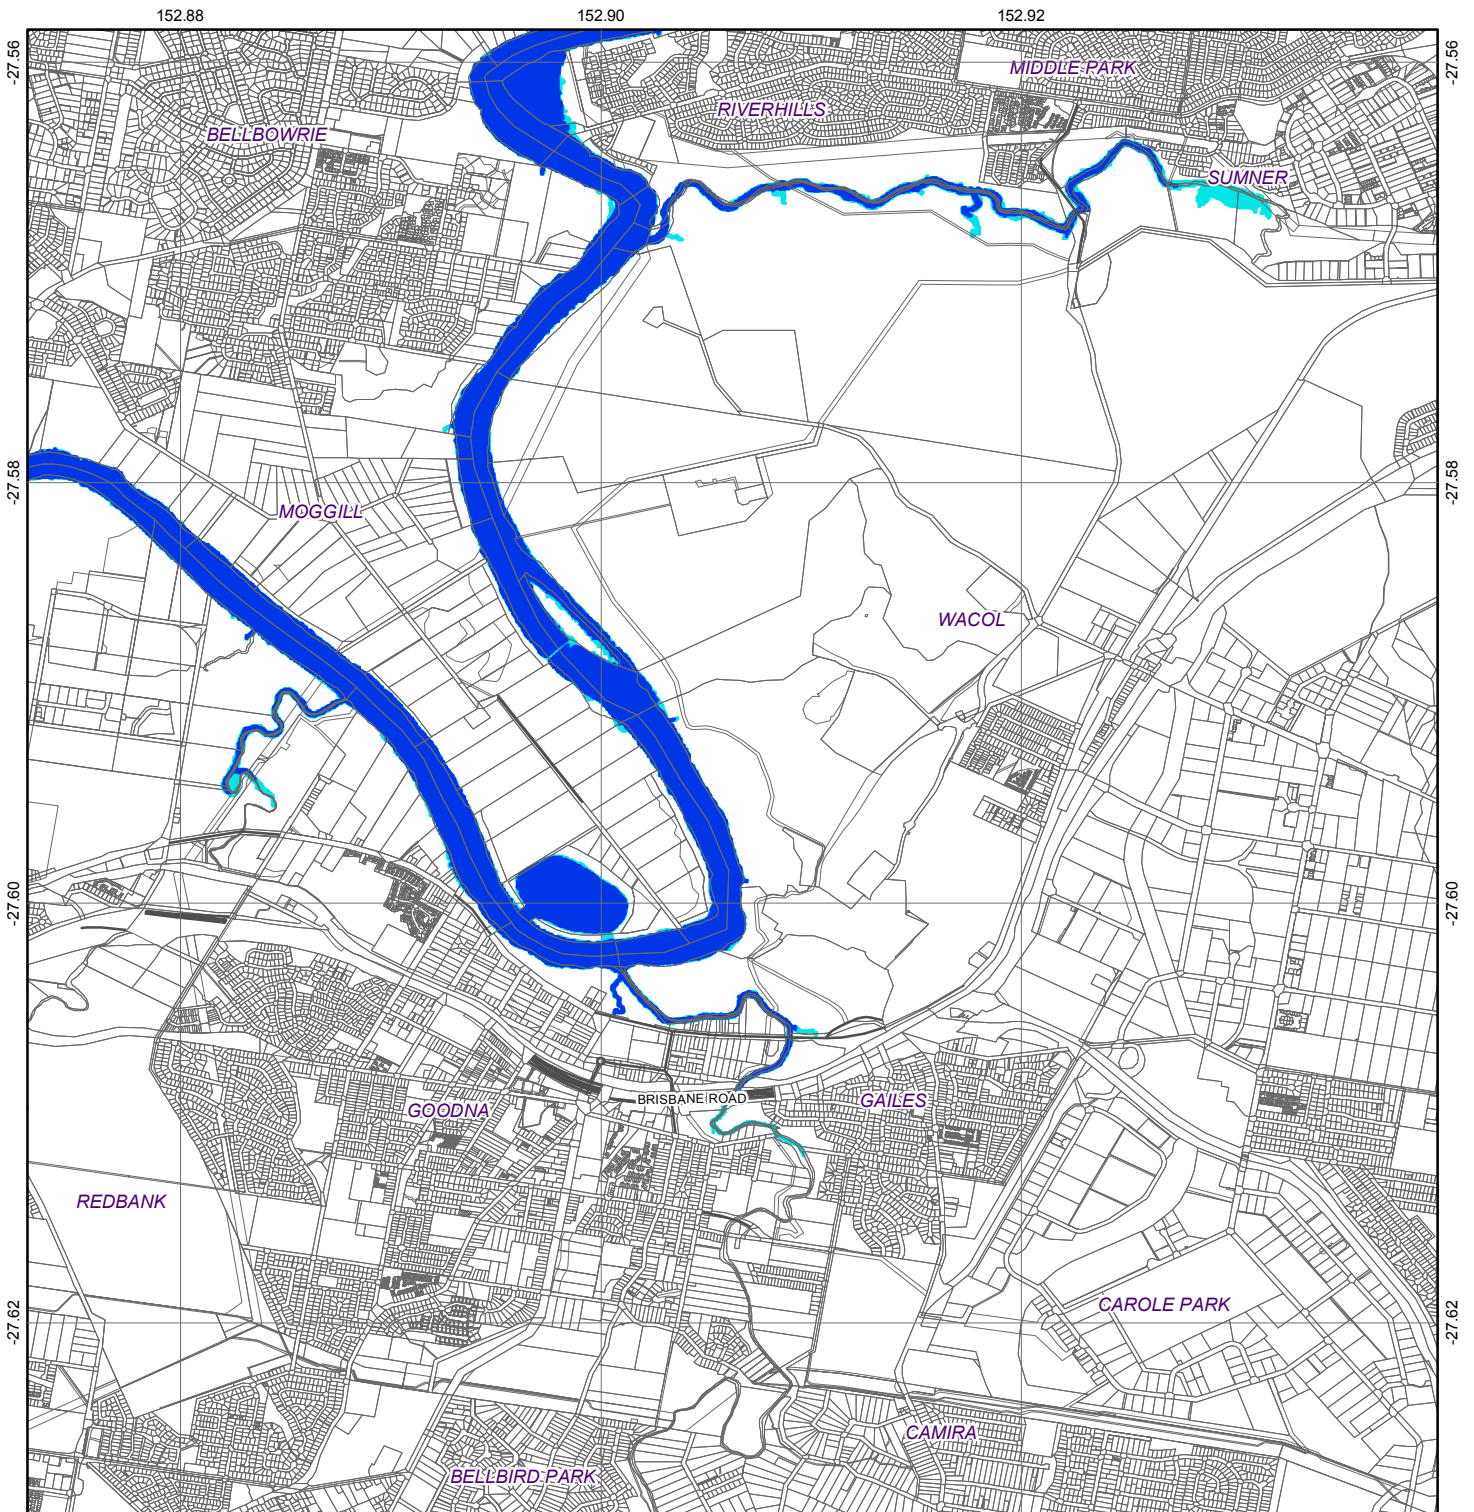 152.88
152.90
152.92
-27.56
-27.56
MIDDLE PARK
RIVERHILLS
BELLBOWRIE
SUMNER
-27.58
-27.58
MOGGILL
WACOL
-27.60
-27.60
BRISBANE ROAD
GAILES
GOODNA
REDBANK
CAROLE PARK
-27.62
-27.62
CAMIRA
BELLBIRD PARK